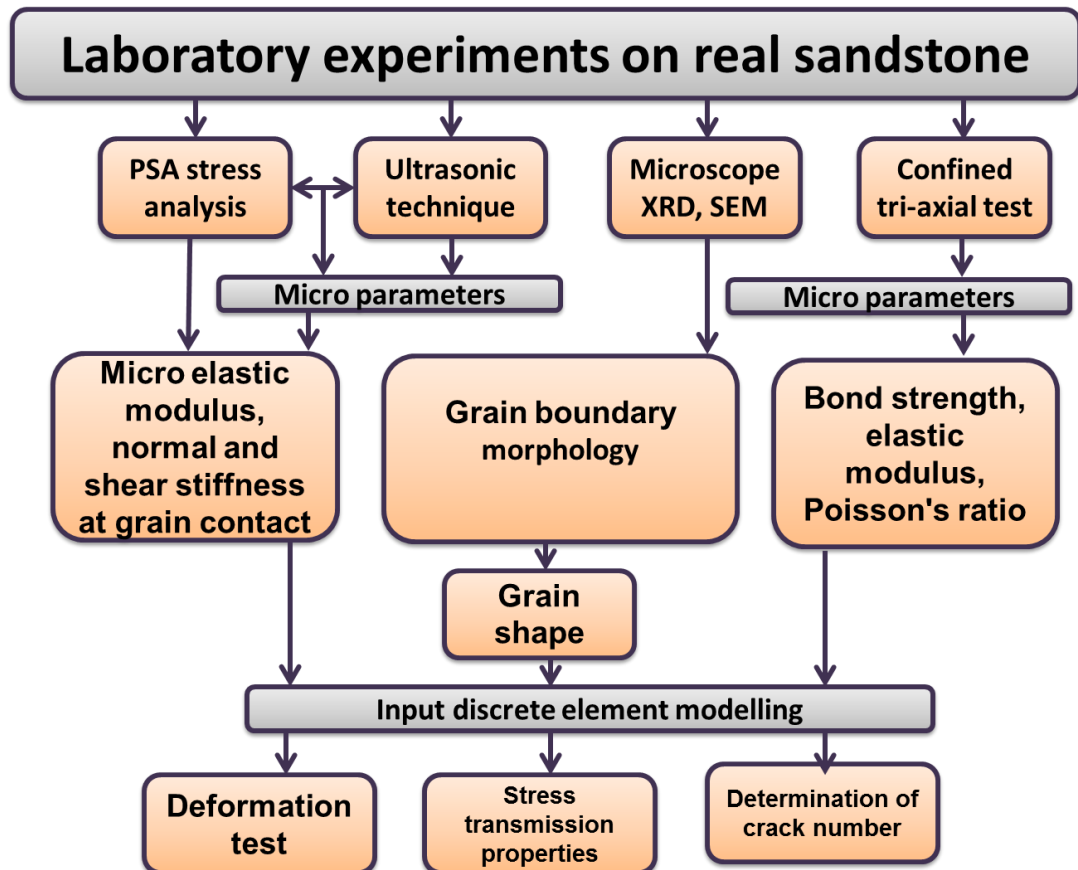 Laboratory experiments on real sandstone
PSA stress
analysis
Ultrasonic
technique
Microscope
XRD, SEM
Confined
tri-axial test
Micro parameters
Micro parameters
Micro elastic
modulus,
normal and
shear stiffness
at grain contact
Grain boundary
morphology
Bond strength,
elastic
modulus,
Poisson's ratio
Grain
shape
Input discrete element modelling
Deformation
test
Stress
transmission
properties
Determination of
crack number